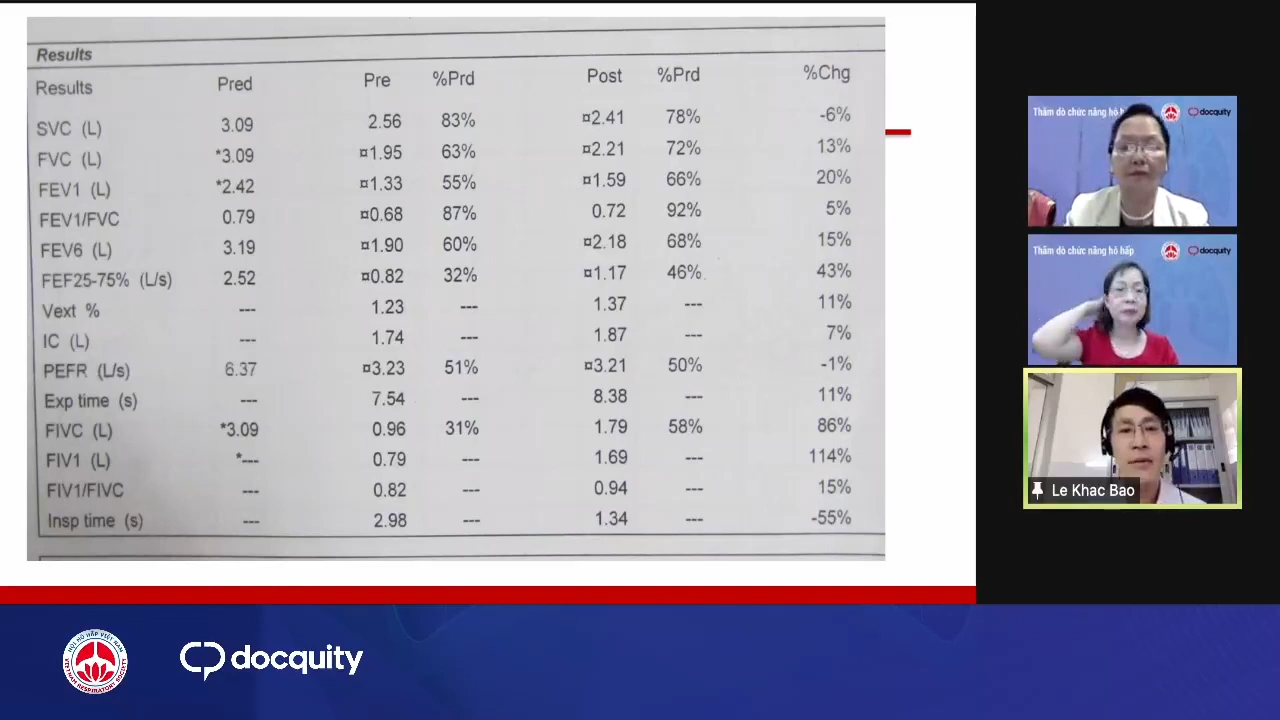 Results
Results Pred Pre %Prd Post %Prd %Chg
SVC (L) 3.09 2.56 83% ¤2.41 78% -6%
FVC (L) *3.09 ¤1.95 63% ¤2.21 72% 13%
FEV1 (L) *2.42 ¤1.33 55% ¤1.59 66% 20%
FEV1/FVC 0.79 ¤0.68 87% 0.72 92% 5%
FEV6 (L) 3.19 ¤1.90 60% ¤2.18 68% 15%
FEF25-75% (L/s) 2.52 ¤0.82 32% ¤1.17 46% 43%
Vext % --- 1.23 --- 1.37 --- 11%
IC (L) --- 1.74 --- 1.87 --- 7%
PEFR (L/s) 6.37 ¤3.23 51% ¤3.21 50% -1%
Exp time (s) --- 7.54 --- 8.38 --- 11%
FIVC (L) *3.09 0.96 31% 1.79 58% 86%
FIV1 (L) *--- 0.79 --- 1.69 --- 114%
FIV1/FIVC --- 0.82 --- 0.94 --- 15%
Insp time (s) --- 2.98 --- 1.34 --- -55%
Thăm dò chức năng hô h
docquity
Thăm dò chức năng hô hấp
docquity
Le Khac Bao
HỘI HÔ HẤP VIỆT NAM
VIETNAM RESPIRATORY SOCIETY
docquity